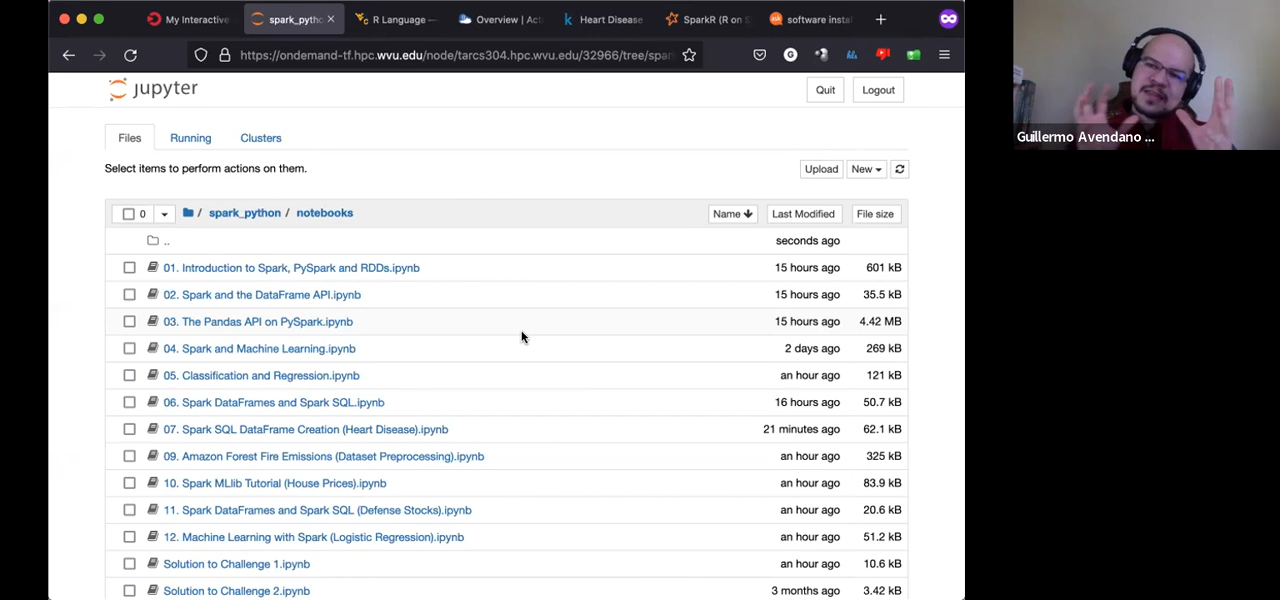 My Interactive
spark_pytho
R Language —
Overview | Act
Heart Disease
SparkR (R on S
software insta
https://ondemand-tf.hpc.wvu.edu/node/tarcs304.hpc.wvu.edu/32966/tree/spa
jupyter
Quit
Logout
Files
Running
Clusters
Select items to perform actions on them.
Upload
New
0
/ spark_python / notebooks
Name
Last Modified
File size
..
seconds ago
01. Introduction to Spark, PySpark and RDDs.ipynb
15 hours ago
601 kB
02. Spark and the DataFrame API.ipynb
15 hours ago
35.5 kB
03. The Pandas API on PySpark.ipynb
15 hours ago
4.42 MB
04. Spark and Machine Learning.ipynb
2 days ago
269 kB
05. Classification and Regression.ipynb
an hour ago
121 kB
06. Spark DataFrames and Spark SQL.ipynb
16 hours ago
50.7 kB
07. Spark SQL DataFrame Creation (Heart Disease).ipynb
21 minutes ago
62.1 kB
09. Amazon Forest Fire Emissions (Dataset Preprocessing).ipynb
an hour ago
325 kB
10. Spark MLlib Tutorial (House Prices).ipynb
an hour ago
83.9 kB
11. Spark DataFrames and Spark SQL (Defense Stocks).ipynb
an hour ago
20.6 kB
12. Machine Learning with Spark (Logistic Regression).ipynb
an hour ago
51.2 kB
Solution to Challenge 1.ipynb
an hour ago
10.6 kB
Solution to Challenge 2.ipynb
3 months ago
3.42 kB
Guillermo Avendano ...